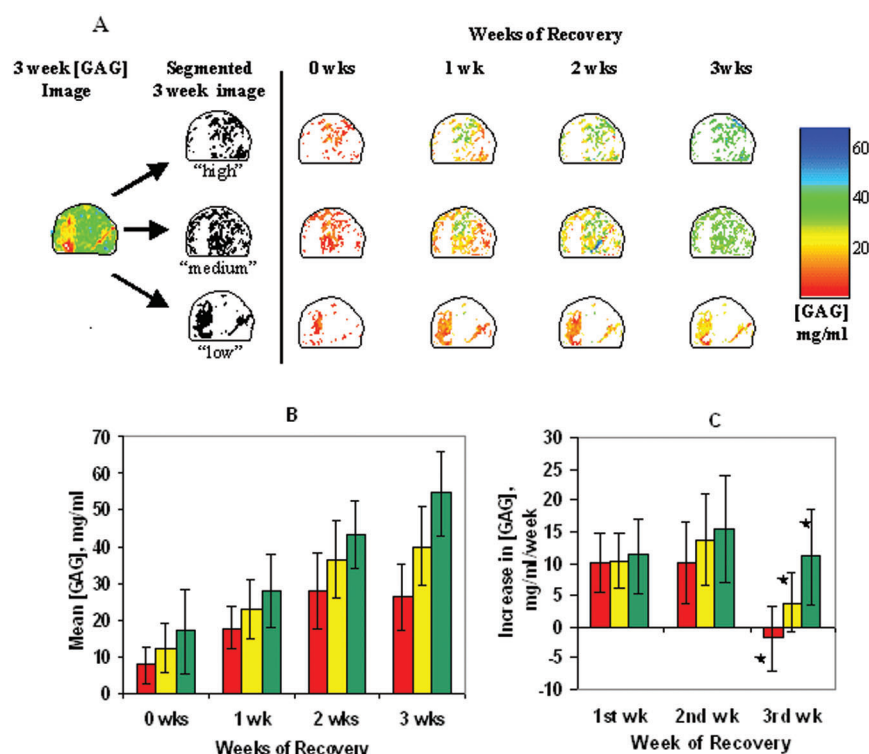 A
Weeks of Recovery
3 week [GAG]
Image
Segmented
3 week image
0 wks
1 wk
2 wks
3wks
"high"
"medium"
"low"
60
40
20
[GAG]
mg/ml
B
Mean [GAG], mg/ml
70
60
50
40
30
20
10
0
0 wks
1 wk
2 wks
3 wks
Weeks of Recovery
C
Increase in [GAG],
mg/ml/week
30
25
20
15
10
5
0
-5
-10
1st wk
2nd wk
3rd wk
Week of Recovery